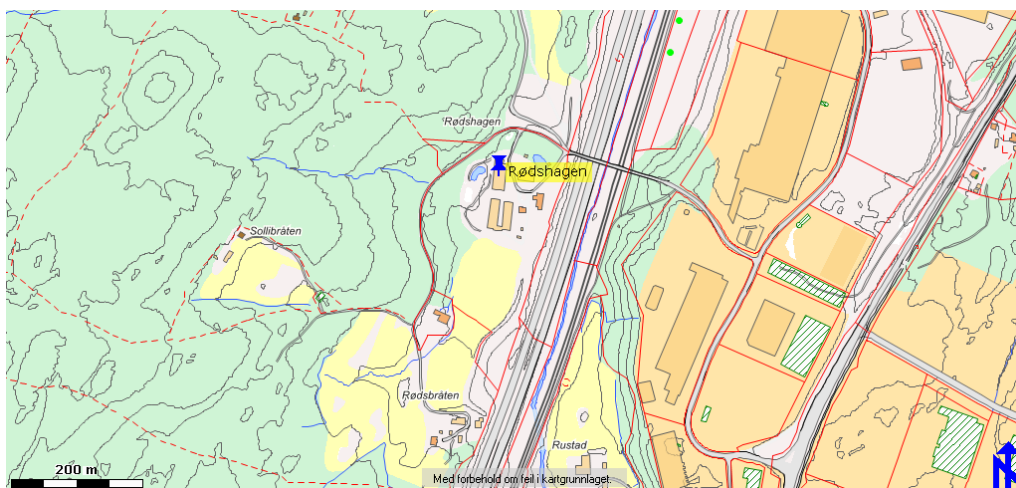 'Rødshagen
Rødshagen
Sollibråten
Rødsbråten
Rustad
200 m
Med forbehold om feil i kartgrunnlaget.
N